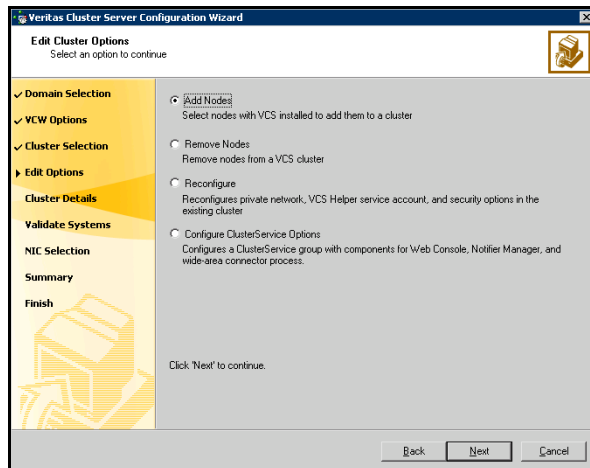 Veritas Cluster Server Configuration Wizard
Edit Cluster Options
Select an option to continue
Domain Selection
VCW Options
Cluster Selection
Edit Options
Cluster Details
Validate Systems
NIC Selection
Summary
Finish
Add Nodes
Select nodes with VCS installed to add them to a cluster
Remove Nodes
Remove nodes from a VCS cluster
Reconfigure
Reconfigures private network, VCS Helper service account, and security options in the
existing cluster
Configure ClusterService Options
Configures a ClusterService group with components for Web Console, Notifier Manager, and
wide-area connector process.
Click 'Next' to continue.
Back
Next
Cancel